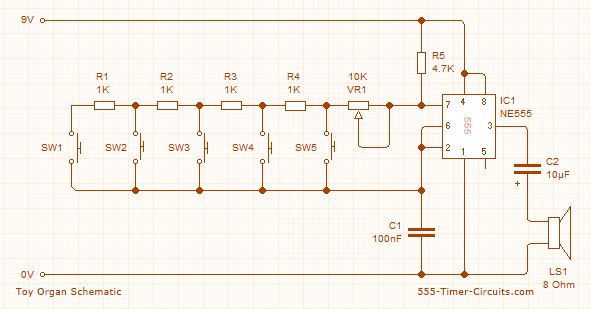 9V
R5
4.7K
R1
1K
R2
1K
R3
1K
R4
1K
10K
VR1
IC1
NE555
7
4
8
6
555
3
2
1
5
SW1
SW2
SW3
SW4
SW5
C2
10µF
+
C1
100nF
LS1
8 Ohm
0V
Toy Organ Schematic
555-Timer-Circuits.com